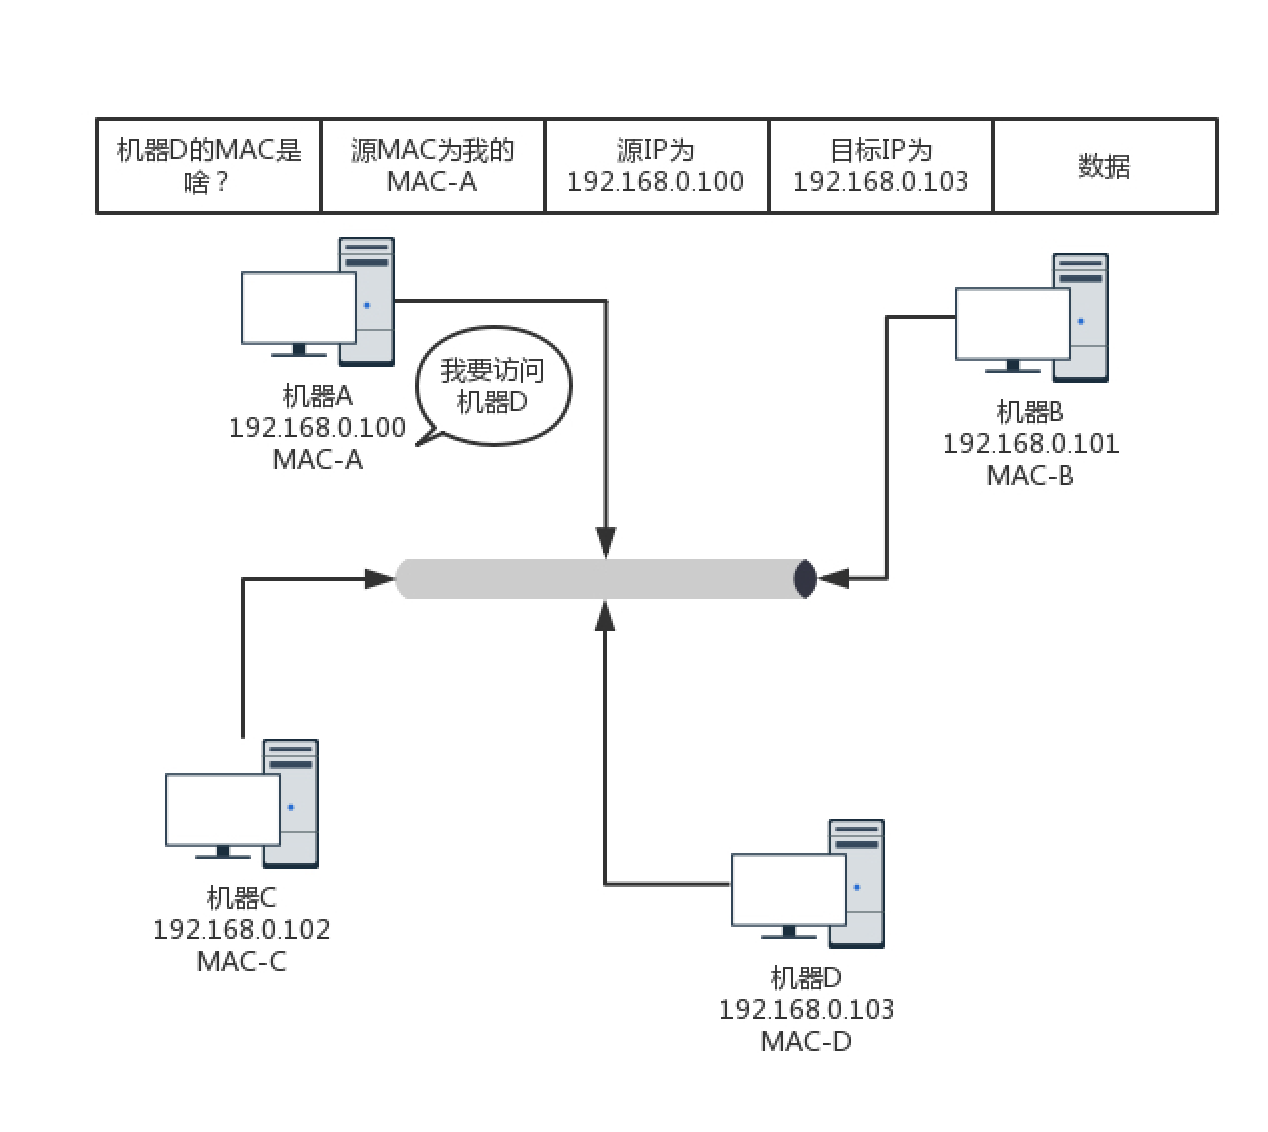 机器D的MAC是
啥？
源MAC为我的
MAC-A
源IP为
192.168.0.100
目标IP为
192.168.0.103
数据
我要访问
机器D
机器A
192.168.0.100
MAC-A
机器B
192.168.0.101
MAC-B
机器C
192.168.0.102
MAC-C
机器D
192.168.0.103
MAC-D